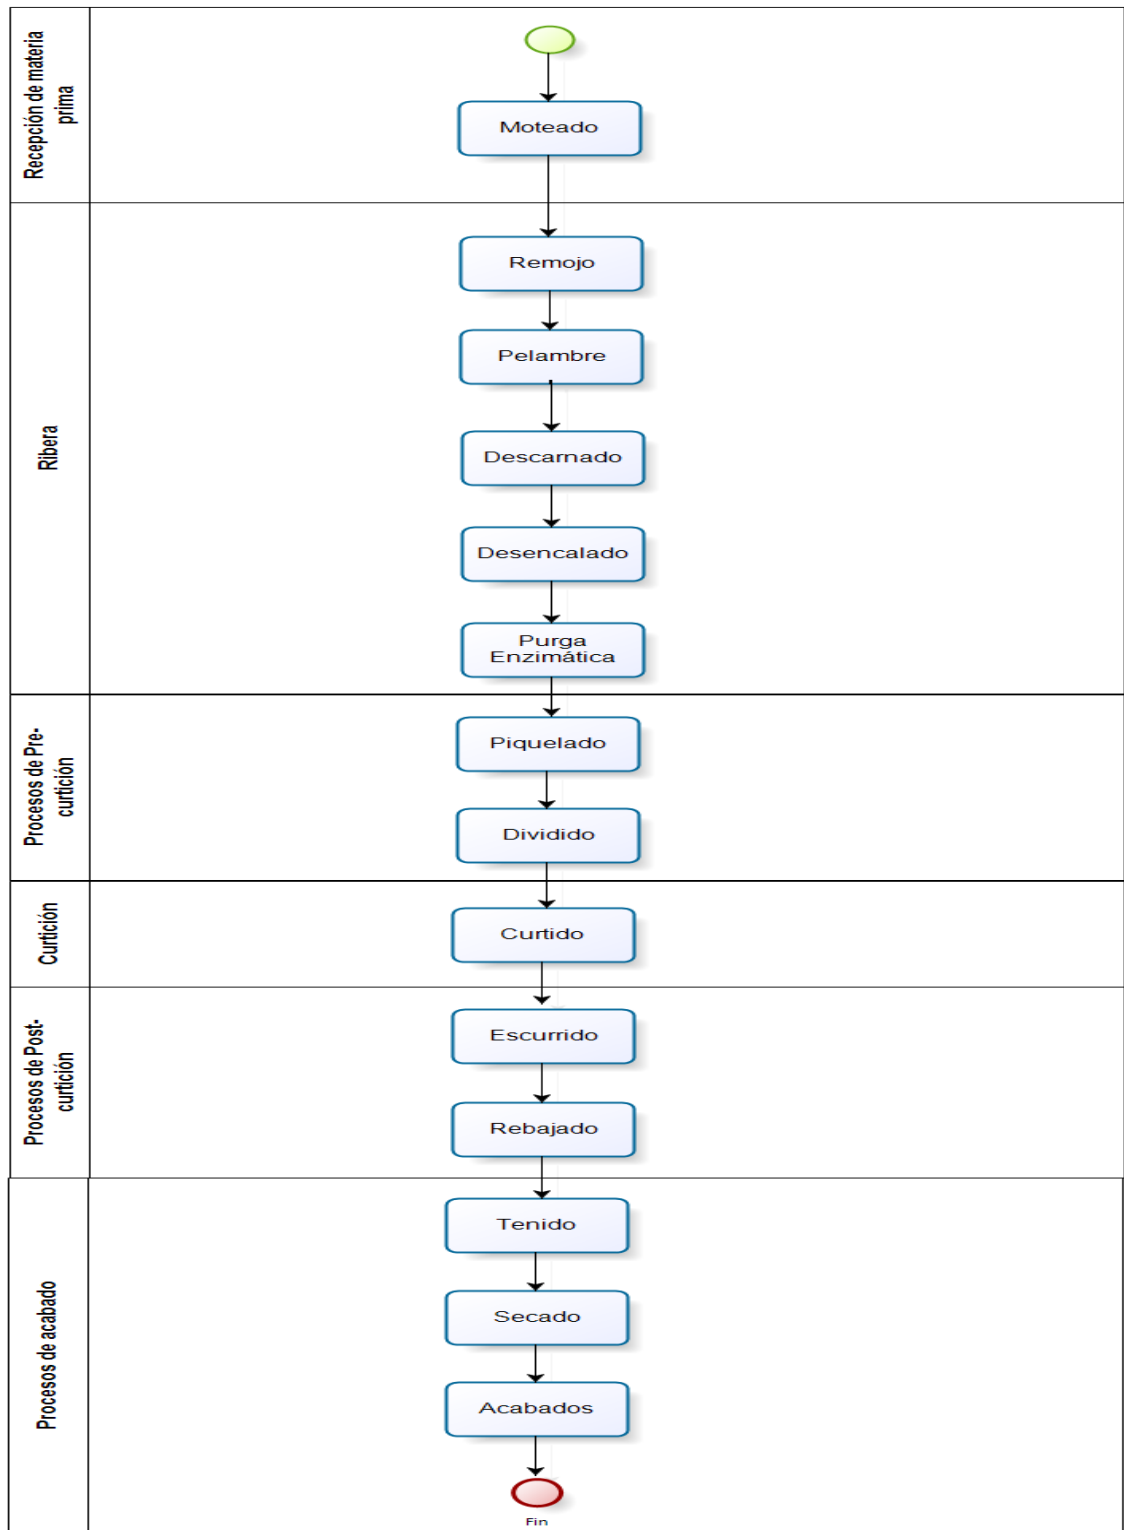 Recepción de materia
prima
Moteado
Ribera
Remojo
Pelambre
Descarnado
Desencalado
Purga
Enzimática
Procesos de Pre-
curtición
Piquelado
Dividido
Curtición
Curtido
Procesos de Post-
curtición
Escurrido
Rebajado
Procesos de acabado
Tenido
Secado
Acabados
Fin